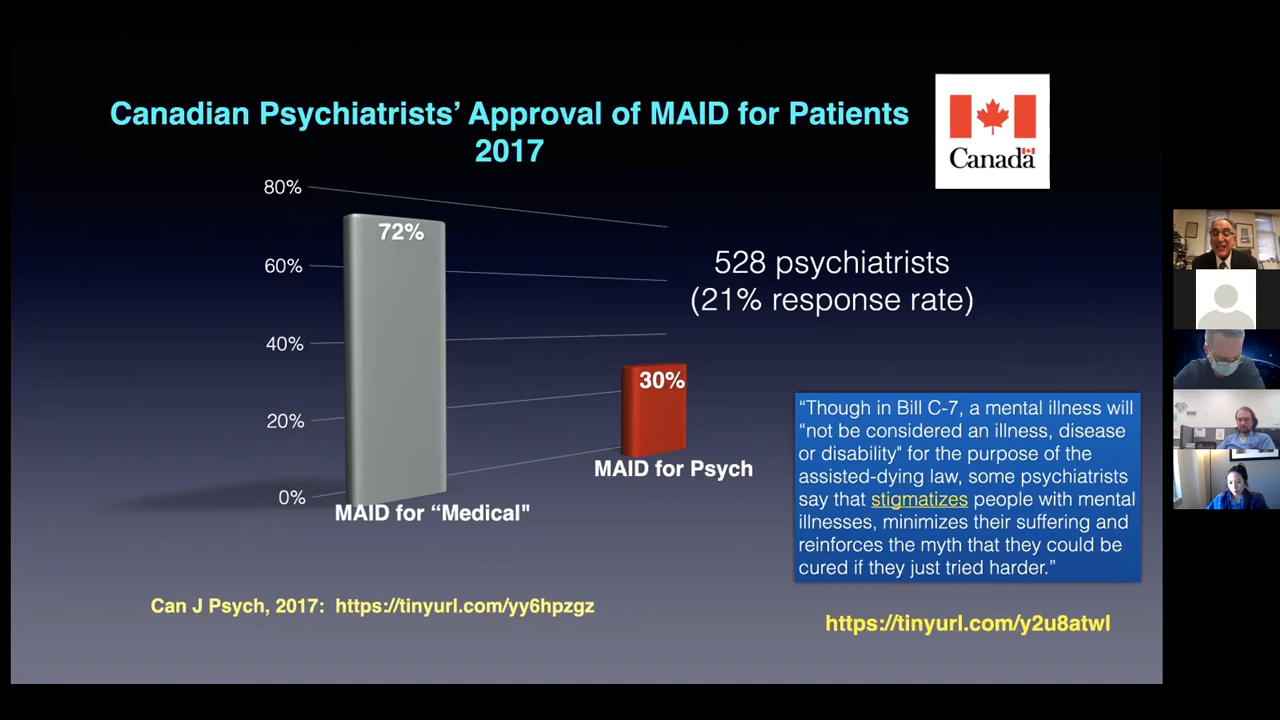 Canadian Psychiatrists’ Approval of MAID for Patients
2017
Canada
80%
60%
40%
20%
0%
72%
30%
MAID for “Medical"
MAID for Psych
528 psychiatrists
(21% response rate)
“Though in Bill C-7, a mental illness will
“not be considered an illness, disease
or disability" for the purpose of the
assisted-dying law, some psychiatrists
say that stigmatizes people with mental
illnesses, minimizes their suffering and
reinforces the myth that they could be
cured if they just tried harder.”
Can J Psych, 2017: https://tinyurl.com/yy6hpzgz
https://tinyurl.com/y2u8atwl